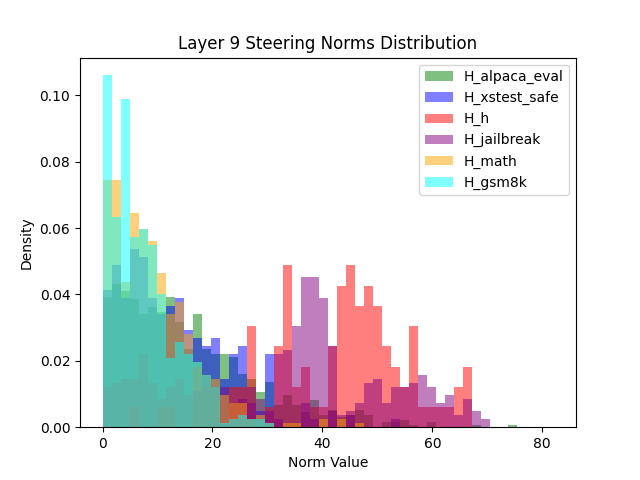 Layer 9 Steering Norms Distribution
H_alpaca_eval
H_xstest_safe
H_h
H_jailbreak
H_math
H_gsm8k
Density
0.10
0.08
0.06
0.04
0.02
0.00
0 20 40 60 80
Norm Value